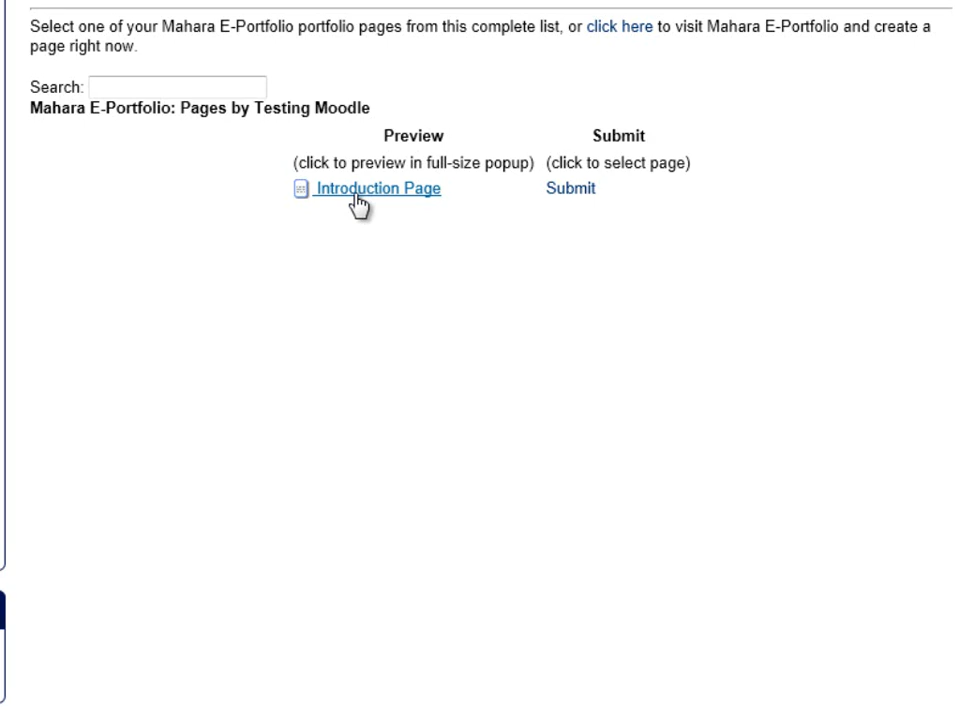 Select one of your Mahara E-Portfolio portfolio pages from this complete list, or click here to visit Mahara E-Portfolio and create a
page right now.
Search:
Mahara E-Portfolio: Pages by Testing Moodle
Preview Submit
(click to preview in full-size popup) (click to select page)
Introduction Page Submit